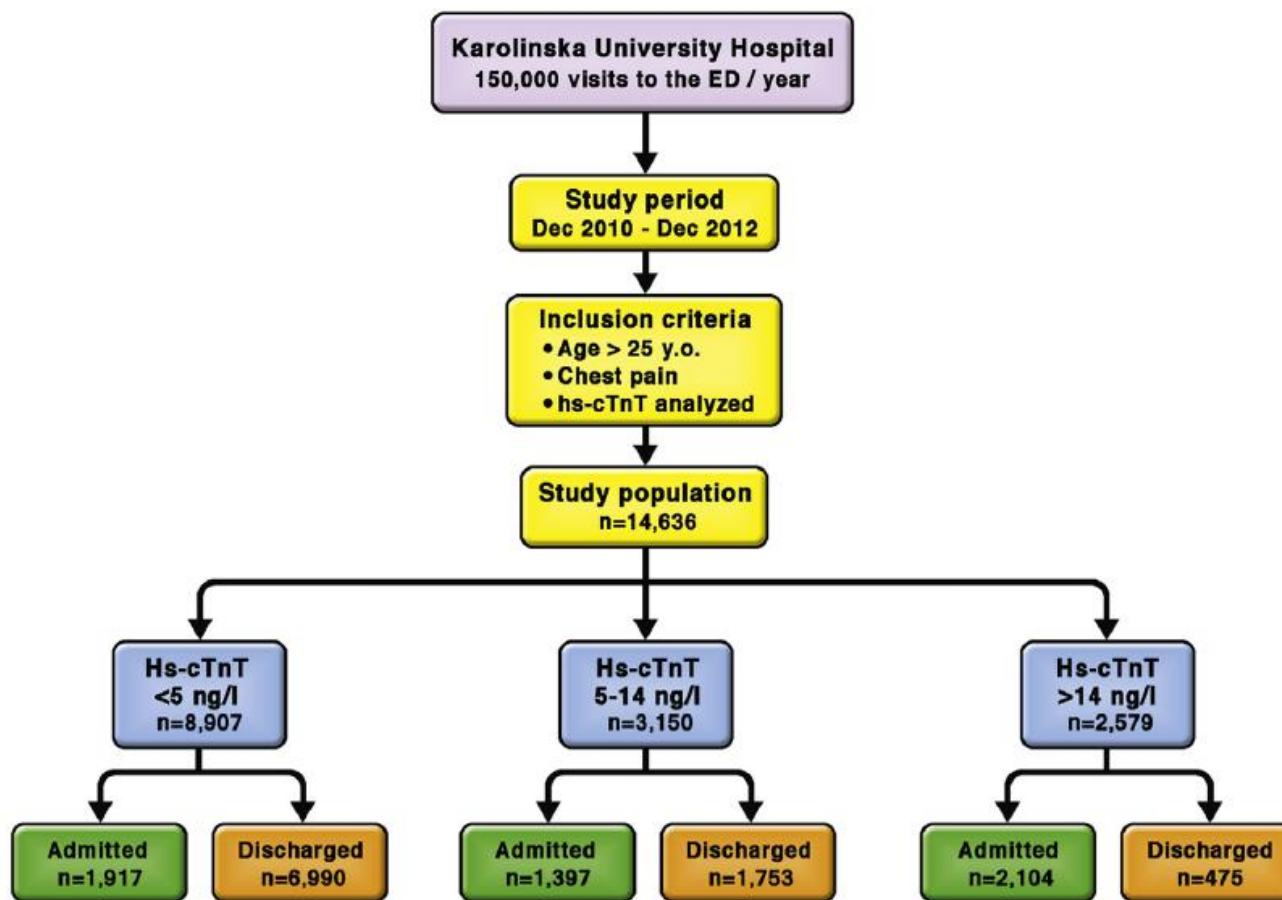 Karolinska University Hospital
150,000 visits to the ED / year
Study period
Dec 2010 - Dec 2012
Inclusion criteria
• Age > 25 y.o.
• Chest pain
• hs-cTnT analyzed
Study population
n=14,636
Hs-cTnT
<5 ng/l
n=8,907
Hs-cTnT
5-14 ng/l
n=3,150
Hs-cTnT
>14 ng/l
n=2,579
Admitted
n=1,917
Discharged
n=6,990
Admitted
n=1,397
Discharged
n=1,753
Admitted
n=2,104
Discharged
n=475